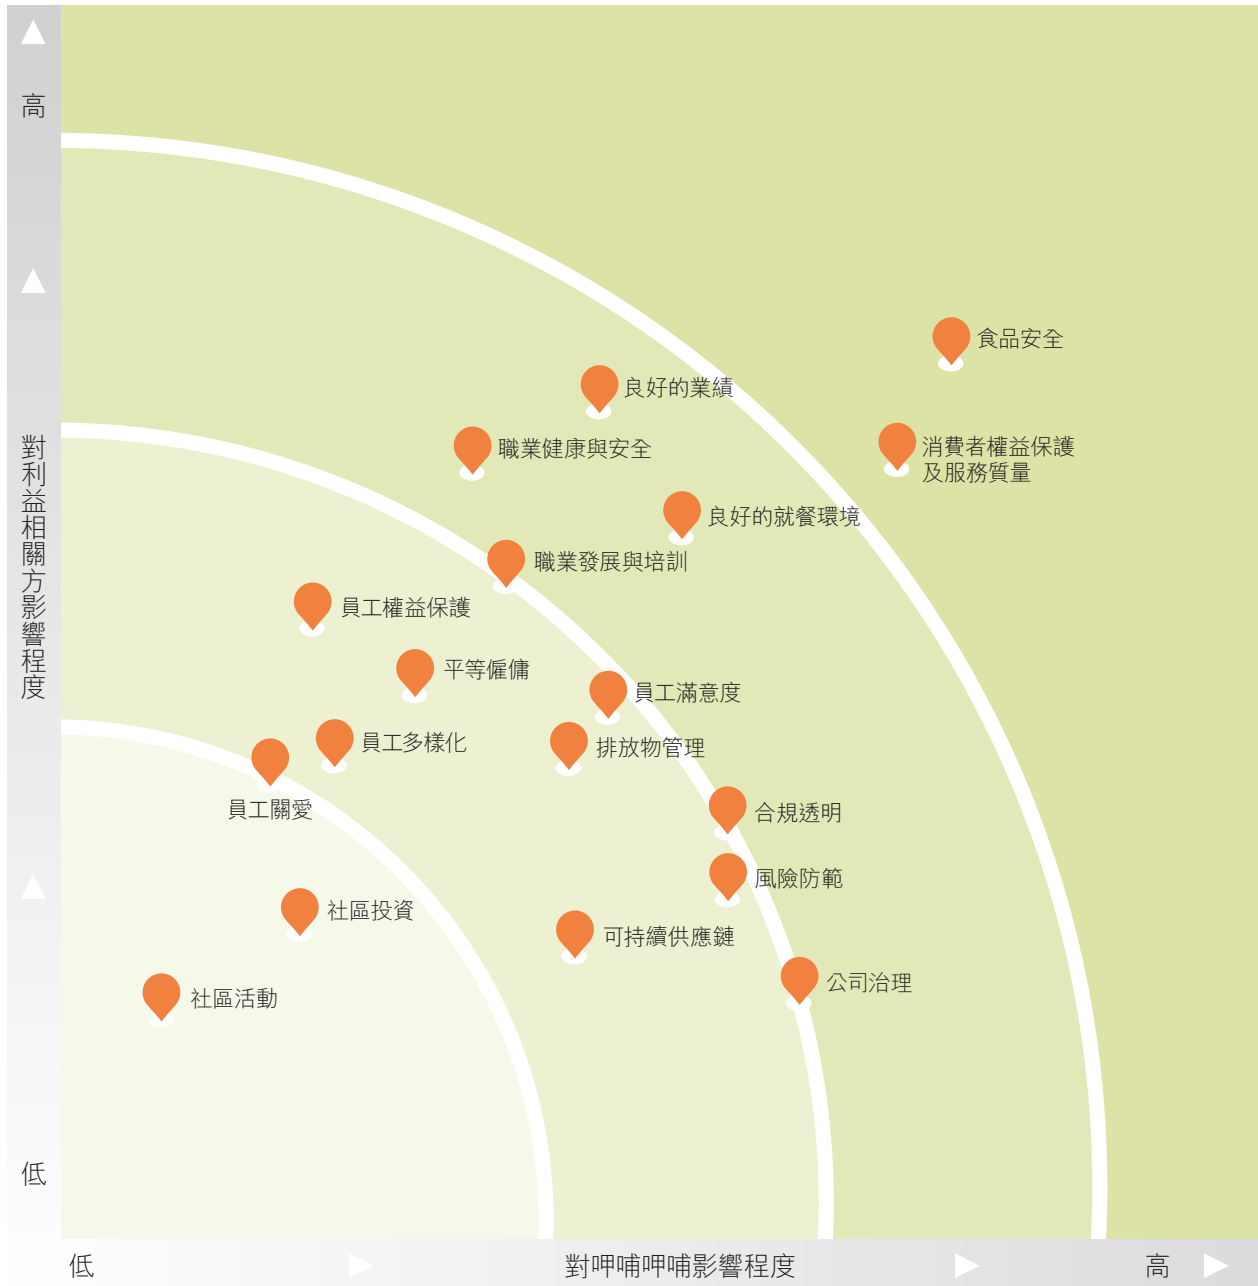 高
對利益相關方影響程度
低
食品安全
良好的業績
消費者權益保護
及服務質量
職業健康與安全
良好的就餐環境
職業發展與培訓
員工權益保護
平等僱傭
員工滿意度
員工多樣化
排放物管理
員工關愛
合規透明
風險防範
社區投資
可持續供應鏈
公司治理
社區活動
低
對呷哺呷哺影響程度
高